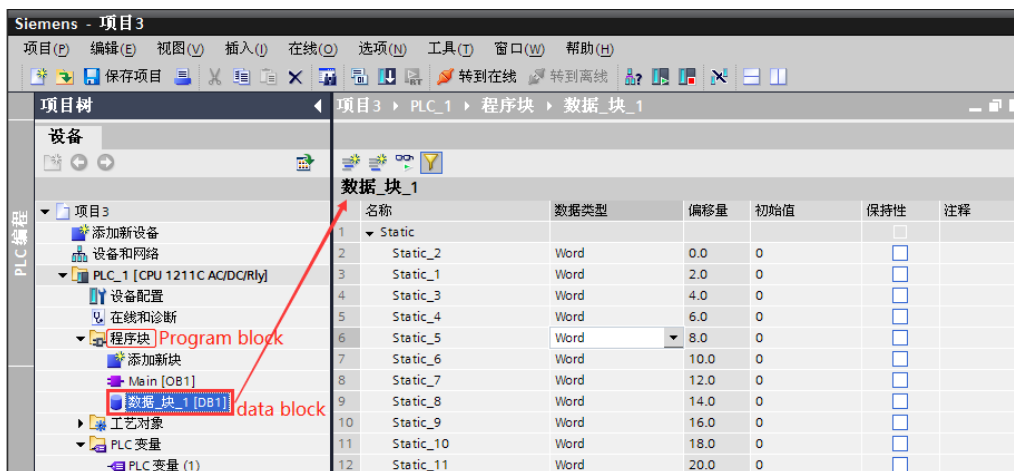 Siemens - 项目3
项目(P) 编辑(E) 视图(V) 插入(I) 在线(O) 选项(N) 工具(T) 窗口(W) 帮助(H)
保存项目 转到在线 转到离线
项目树
项目3 ▸ PLC_1 ▸ 程序块 ▸ 数据_块_1
设备
数据_块_1
PLC 编程
项目3
添加新设备
设备和网络
PLC_1 [CPU 1211C AC/DC/Rly]
设备配置
在线和诊断
程序块 Program block
添加新块
Main [OB1]
数据_块_1 [DB1] data block
工艺对象
PLC 变量
PLC 变量 (1)
名称 数据类型 偏移量 初始值 保持性 注释
1 Static
2 Static_2 Word 0.0 0
3 Static_1 Word 2.0 0
4 Static_3 Word 4.0 0
5 Static_4 Word 6.0 0
6 Static_5 Word 8.0 0
7 Static_6 Word 10.0 0
8 Static_7 Word 12.0 0
9 Static_8 Word 14.0 0
10 Static_9 Word 16.0 0
11 Static_10 Word 18.0 0
12 Static_11 Word 20.0 0